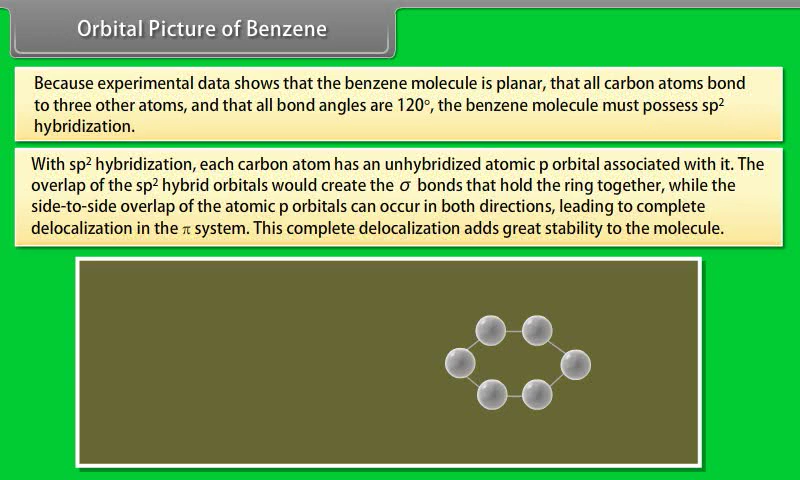 Orbital Picture of Benzene
Because experimental data shows that the benzene molecule is planar, that all carbon atoms bond
to three other atoms, and that all bond angles are 120°, the benzene molecule must possess sp²
hybridization.
With sp² hybridization, each carbon atom has an unhybridized atomic p orbital associated with it. The
overlap of the sp² hybrid orbitals would create the σ bonds that hold the ring together, while the
side-to-side overlap of the atomic p orbitals can occur in both directions, leading to complete
delocalization in the π system. This complete delocalization adds great stability to the molecule.